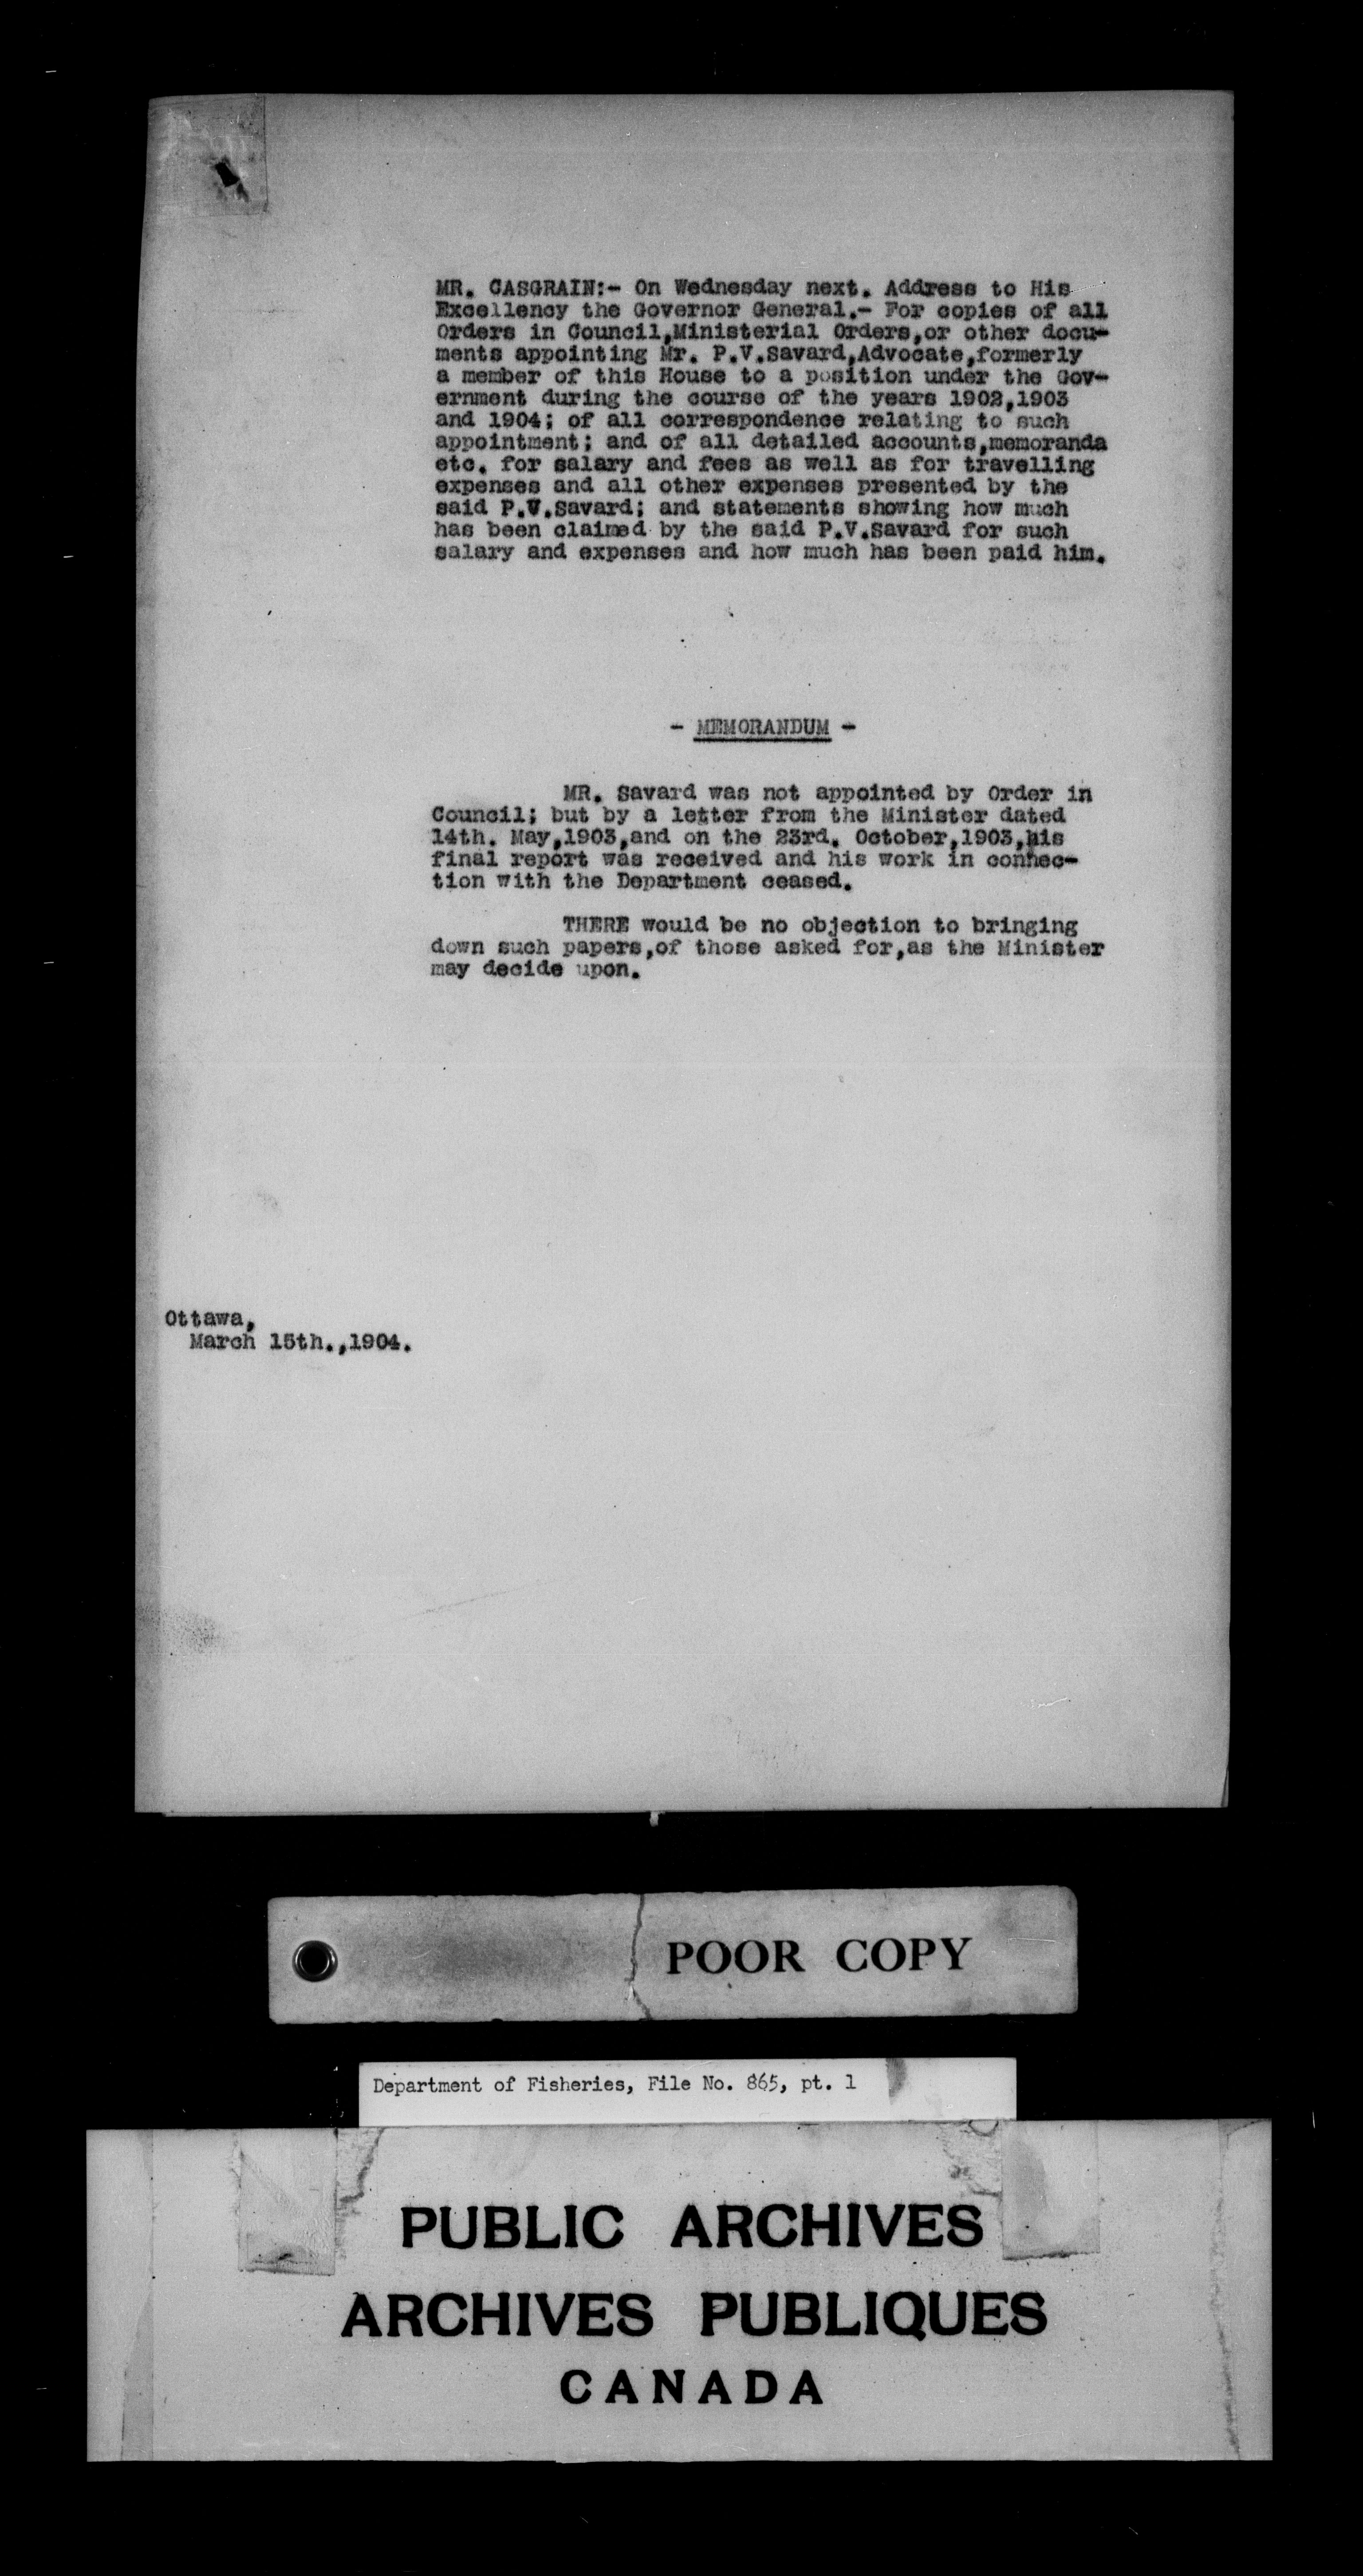 MR. CASGRAIN:- On Wednesday next. Address to His
Excellency the Governor General.- For copies of all
Orders in Council,Ministerial Orders,or other docu-
ments appointing Mr. P.V.Savard,Advocate,formerly
a member of this House to a position under the Gov-
ernment during the course of the years 1902,1903
and 1904; of all correspondence relating to such
appointment; and of all detailed accounts,memoranda
etc. for salary and fees as well as for travelling
expenses and all other expenses presented by the
said P.V.Savard; and statements showing how much
has been claimed by the said P.V.Savard for such
salary and expenses and how much has been paid him.
- MEMORANDUM -
MR. Savard was not appointed by Order in
Council; but by a letter from the Minister dated
14th. May,1903,and on the 23rd. October,1903,his
final report was received and his work in connec-
tion with the Department ceased.
THERE would be no objection to bringing
down such papers,of those asked for,as the Minister
may decide upon.
Ottawa,
March 15th.,1904.
POOR COPY
Department of Fisheries, File No. 865, pt. 1
PUBLIC ARCHIVES
ARCHIVES PUBLIQUES
CANADA